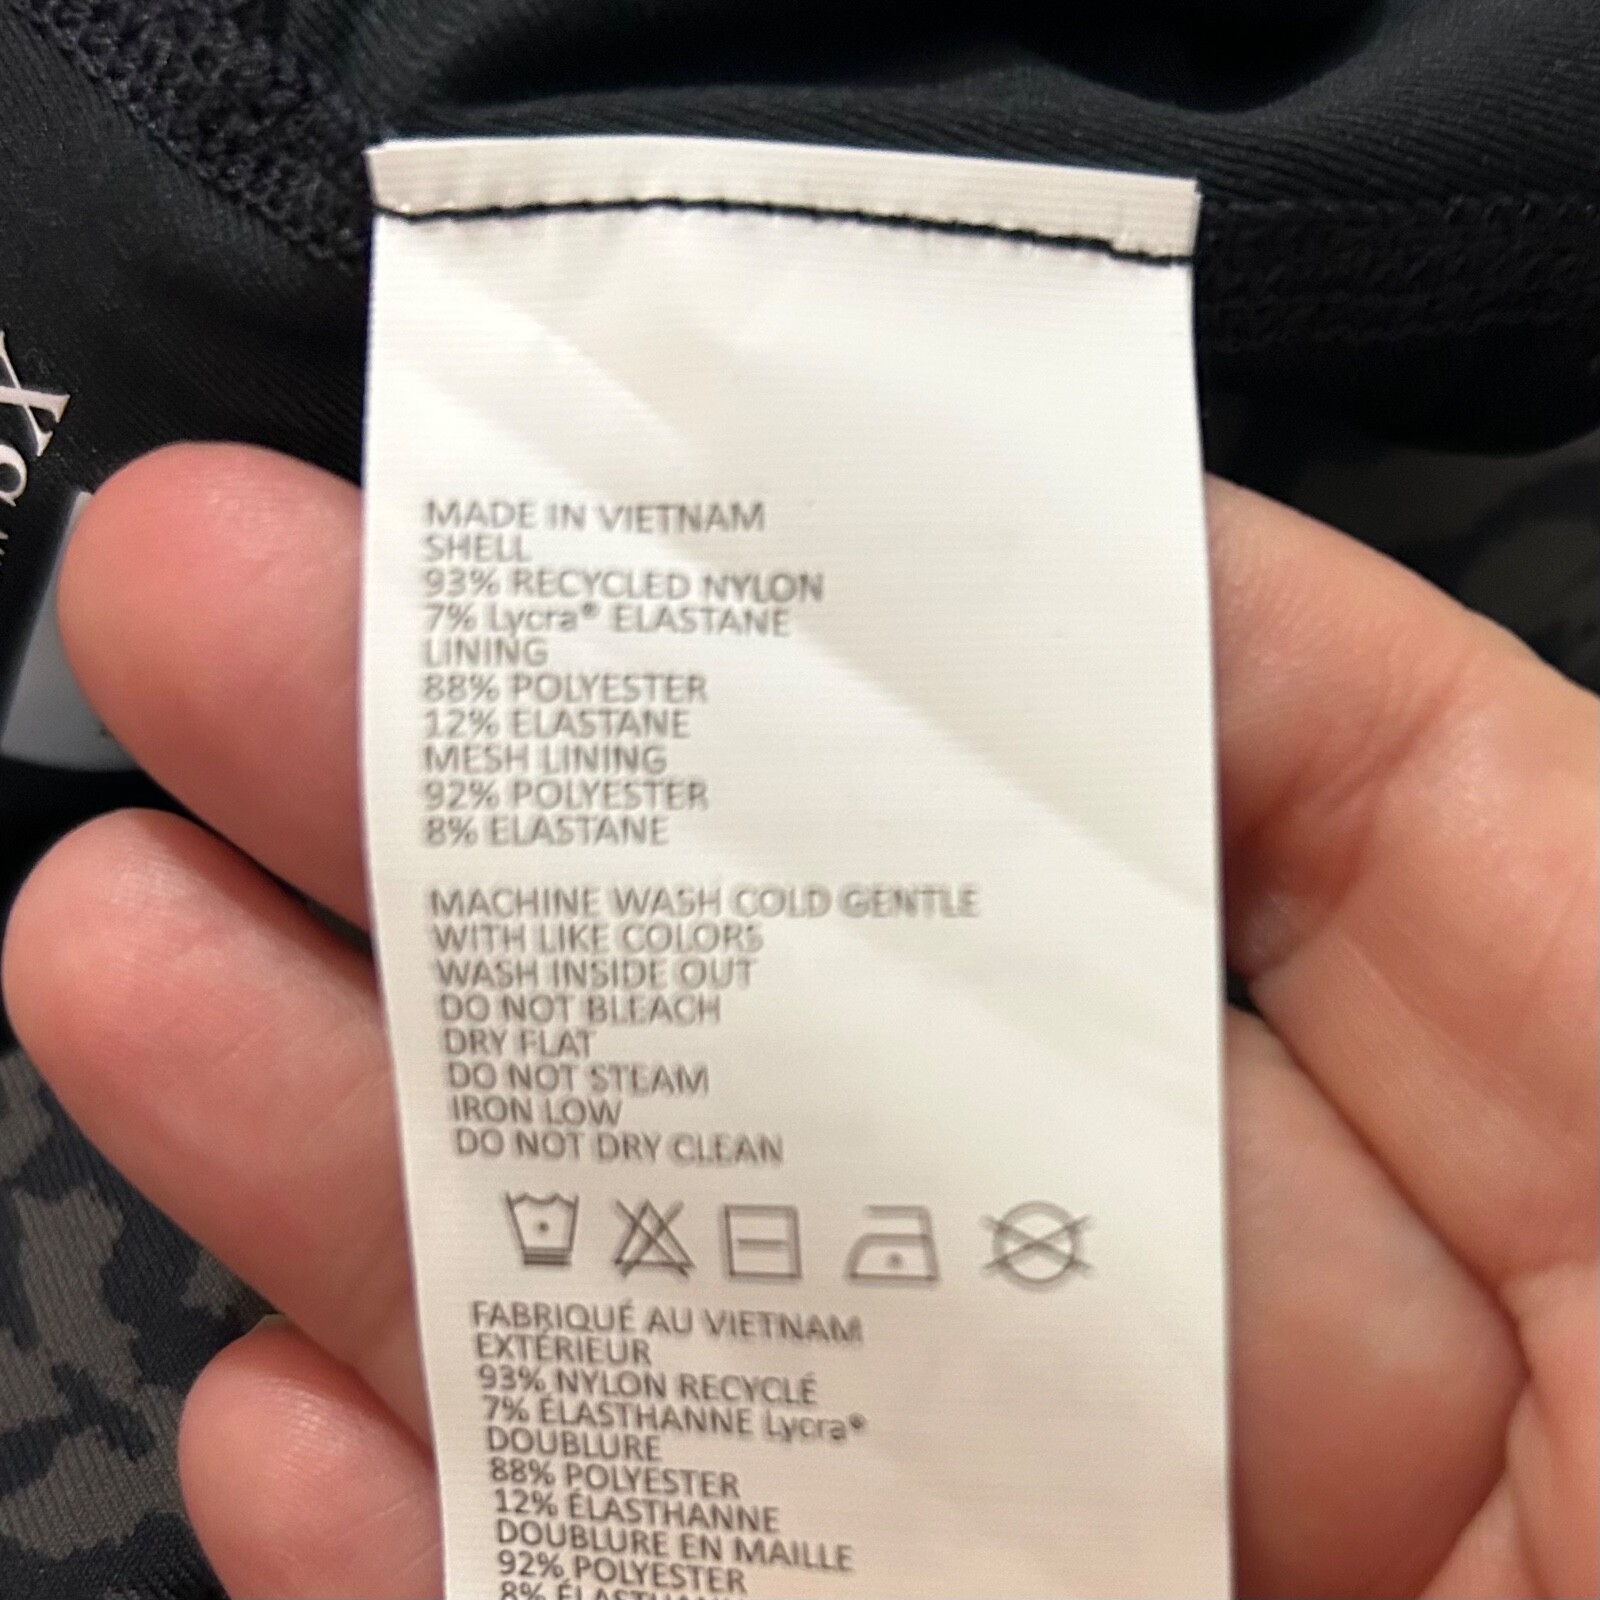 MADE IN VIETNAM
SHELL
93% RECYCLED NYLON
7% Lycra® ELASTANE
LINING
88% POLYESTER
12% ELASTANE
MESH LINING
92% POLYESTER
8% ELASTANE
MACHINE WASH COLD GENTLE
WITH LIKE COLORS
WASH INSIDE OUT
DO NOT BLEACH
DRY FLAT
DO NOT STEAM
IRON LOW
DO NOT DRY CLEAN
FABRIQUÉ AU VIETNAM
EXTÉRIEUR
93% NYLON RECYCLÉ
7% ÉLASTHANNE Lycra®
DOUBLURE
88% POLYESTER
12% ÉLASTHANNE
DOUBLURE EN MAILLE
92% POLYESTER
8%